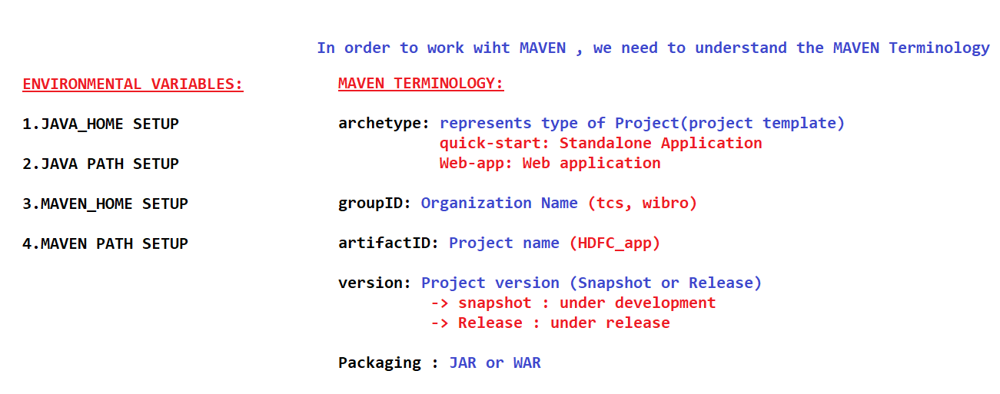 In order to work wiht MAVEN , we need to understand the MAVEN Terminology
ENVIRONMENTAL VARIABLES:
1.JAVA_HOME SETUP
2.JAVA PATH SETUP
3.MAVEN_HOME SETUP
4.MAVEN PATH SETUP
MAVEN TERMINOLOGY:
archetype: represents type of Project(project template)
quick-start: Standalone Application
Web-app: Web application
groupID: Organization Name (tcs, wibro)
artifactID: Project name (HDFC_app)
version: Project version (Snapshot or Release)
-> snapshot : under development
-> Release : under release
Packaging : JAR or WAR